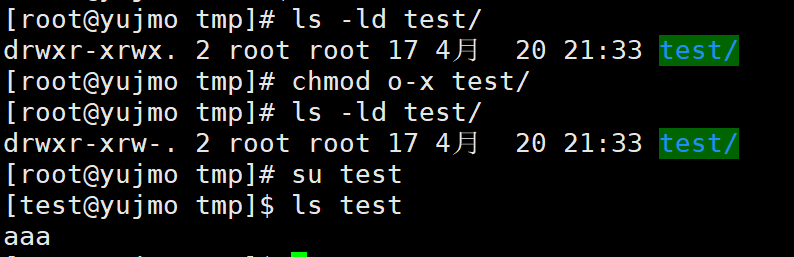 [root@yujmo tmp]# ls -ld test/
drwxr-xrwx. 2 root root 17 4月  20 21:33 test/
[root@yujmo tmp]# chmod o-x test/
[root@yujmo tmp]# ls -ld test/
drwxr-xrw-. 2 root root 17 4月  20 21:33 test/
[root@yujmo tmp]# su test
[test@yujmo tmp]$ ls test
aaa